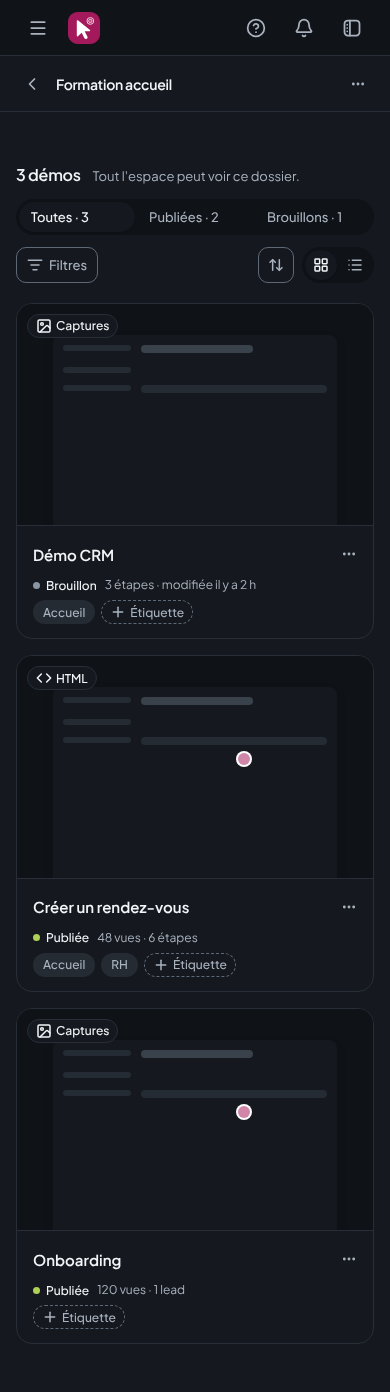 Formation accueil
3 démos Tout l'espace peut voir ce dossier.
Toutes · 3 Publiées · 2 Brouillons · 1
Filtres
Captures
Démo CRM
Brouillon 3 étapes · modifiée il y a 2 h
Accueil Étiquette
HTML
Créer un rendez-vous
Publiée 48 vues · 6 étapes
Accueil RH Étiquette
Captures
Onboarding
Publiée 120 vues · 1 lead
Étiquette